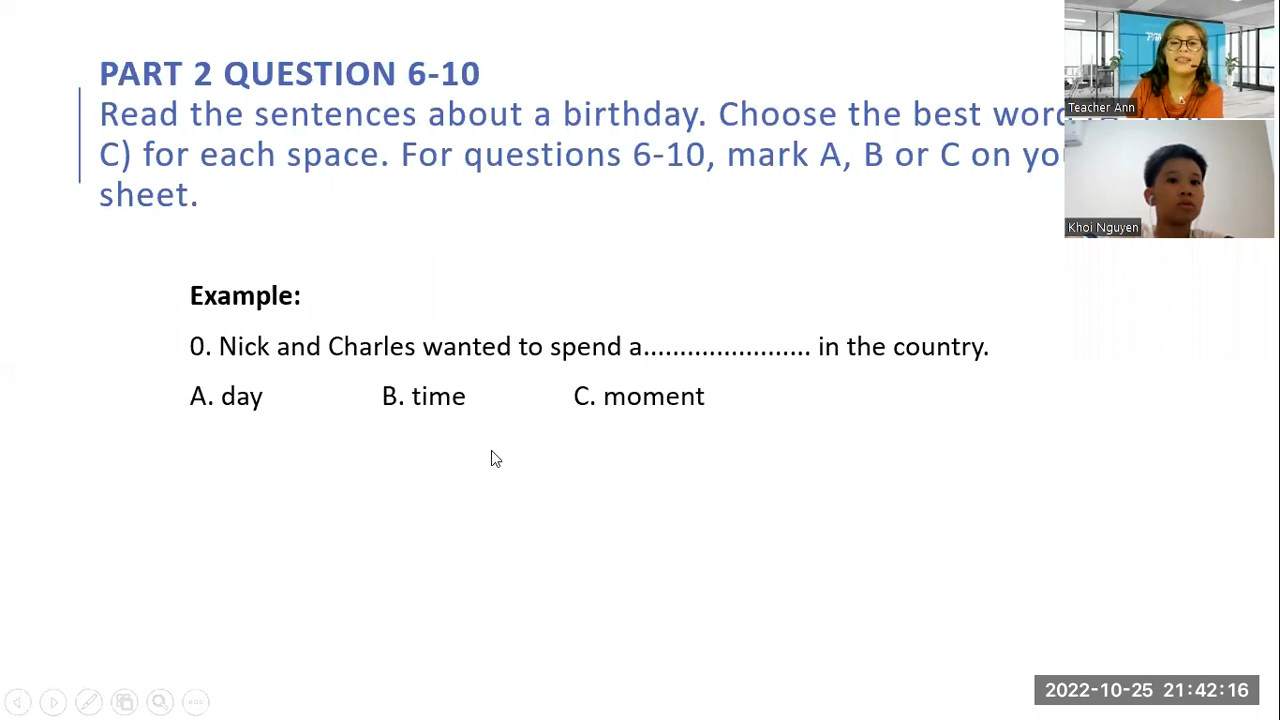 PART 2 QUESTION 6-10
Read the sentences about a birthday. Choose the best word
C) for each space. For questions 6-10, mark A, B or C on
sheet.
Example:
0. Nick and Charles wanted to spend a....................... in the country.
A. day B. time C. moment
Teacher Ann
Khoi Nguyen
2022-10-25 21:42:16